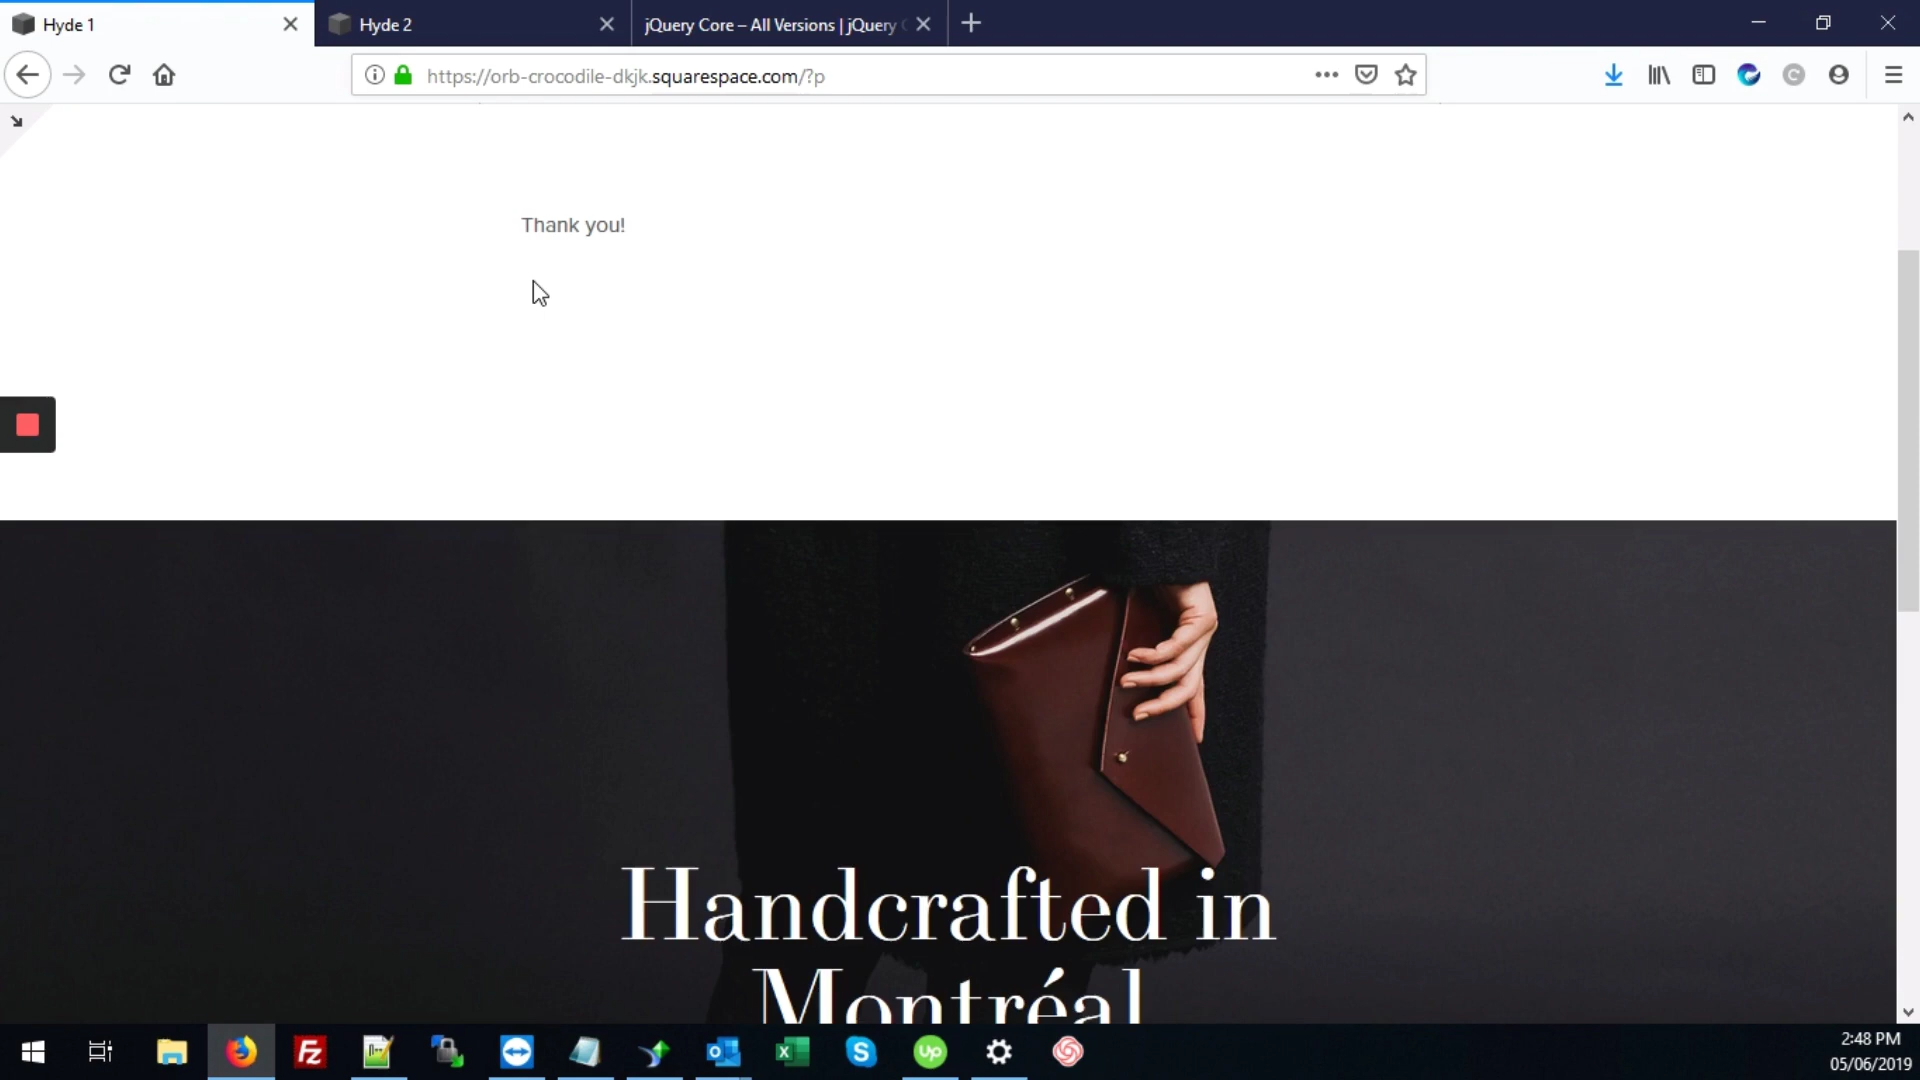 Hyde 1
Hyde 2
jQuery Core – All Versions | jQuery
https://orb-crocodile-dkjk.squarespace.com/?p
Thank you!
Handcrafted in
Montréal
2:48 PM
05/06/2019